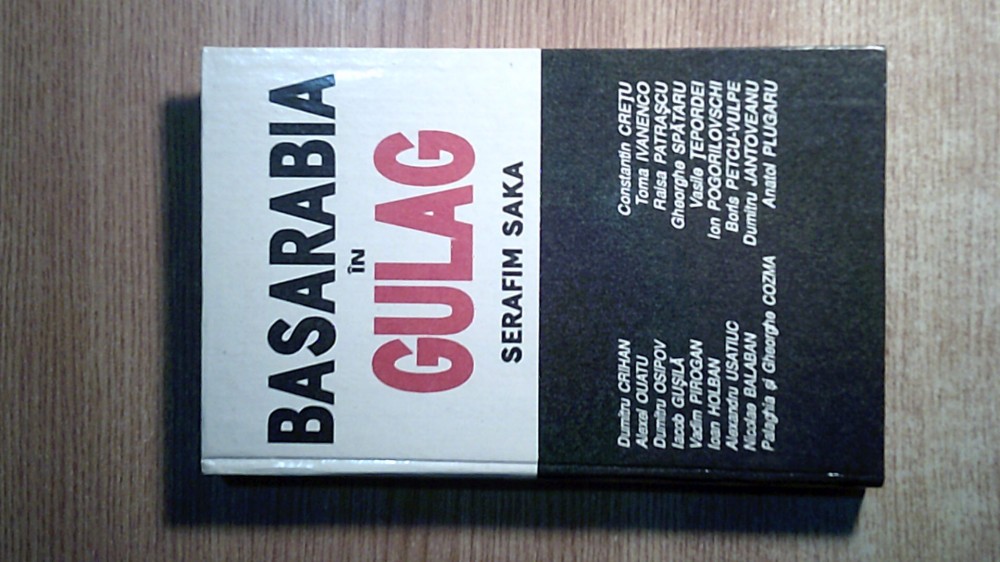 BASARABIA
ÎN
GULAG
SERAFIM SAKA
Dumitru CRIHAN
Alexei OUATU
Dumitru OSIPOV
Iacob GUȘILĂ
Vadim PIROGAN
Ioan HOLBAN
Alexandru USATIUC
Nicolae BALABAN
Palaghia și Gheorghe COZMA
Constantin CREȚU
Toma IVANENCO
Raisa PATRAȘCU
Gheorghe SPĂTARU
Vasile ȚEPORDEI
Ion POGORILOVSCHI
Boris PETCU-VULPE
Dumitru JANTOVEANU
Anatol PLUGARU